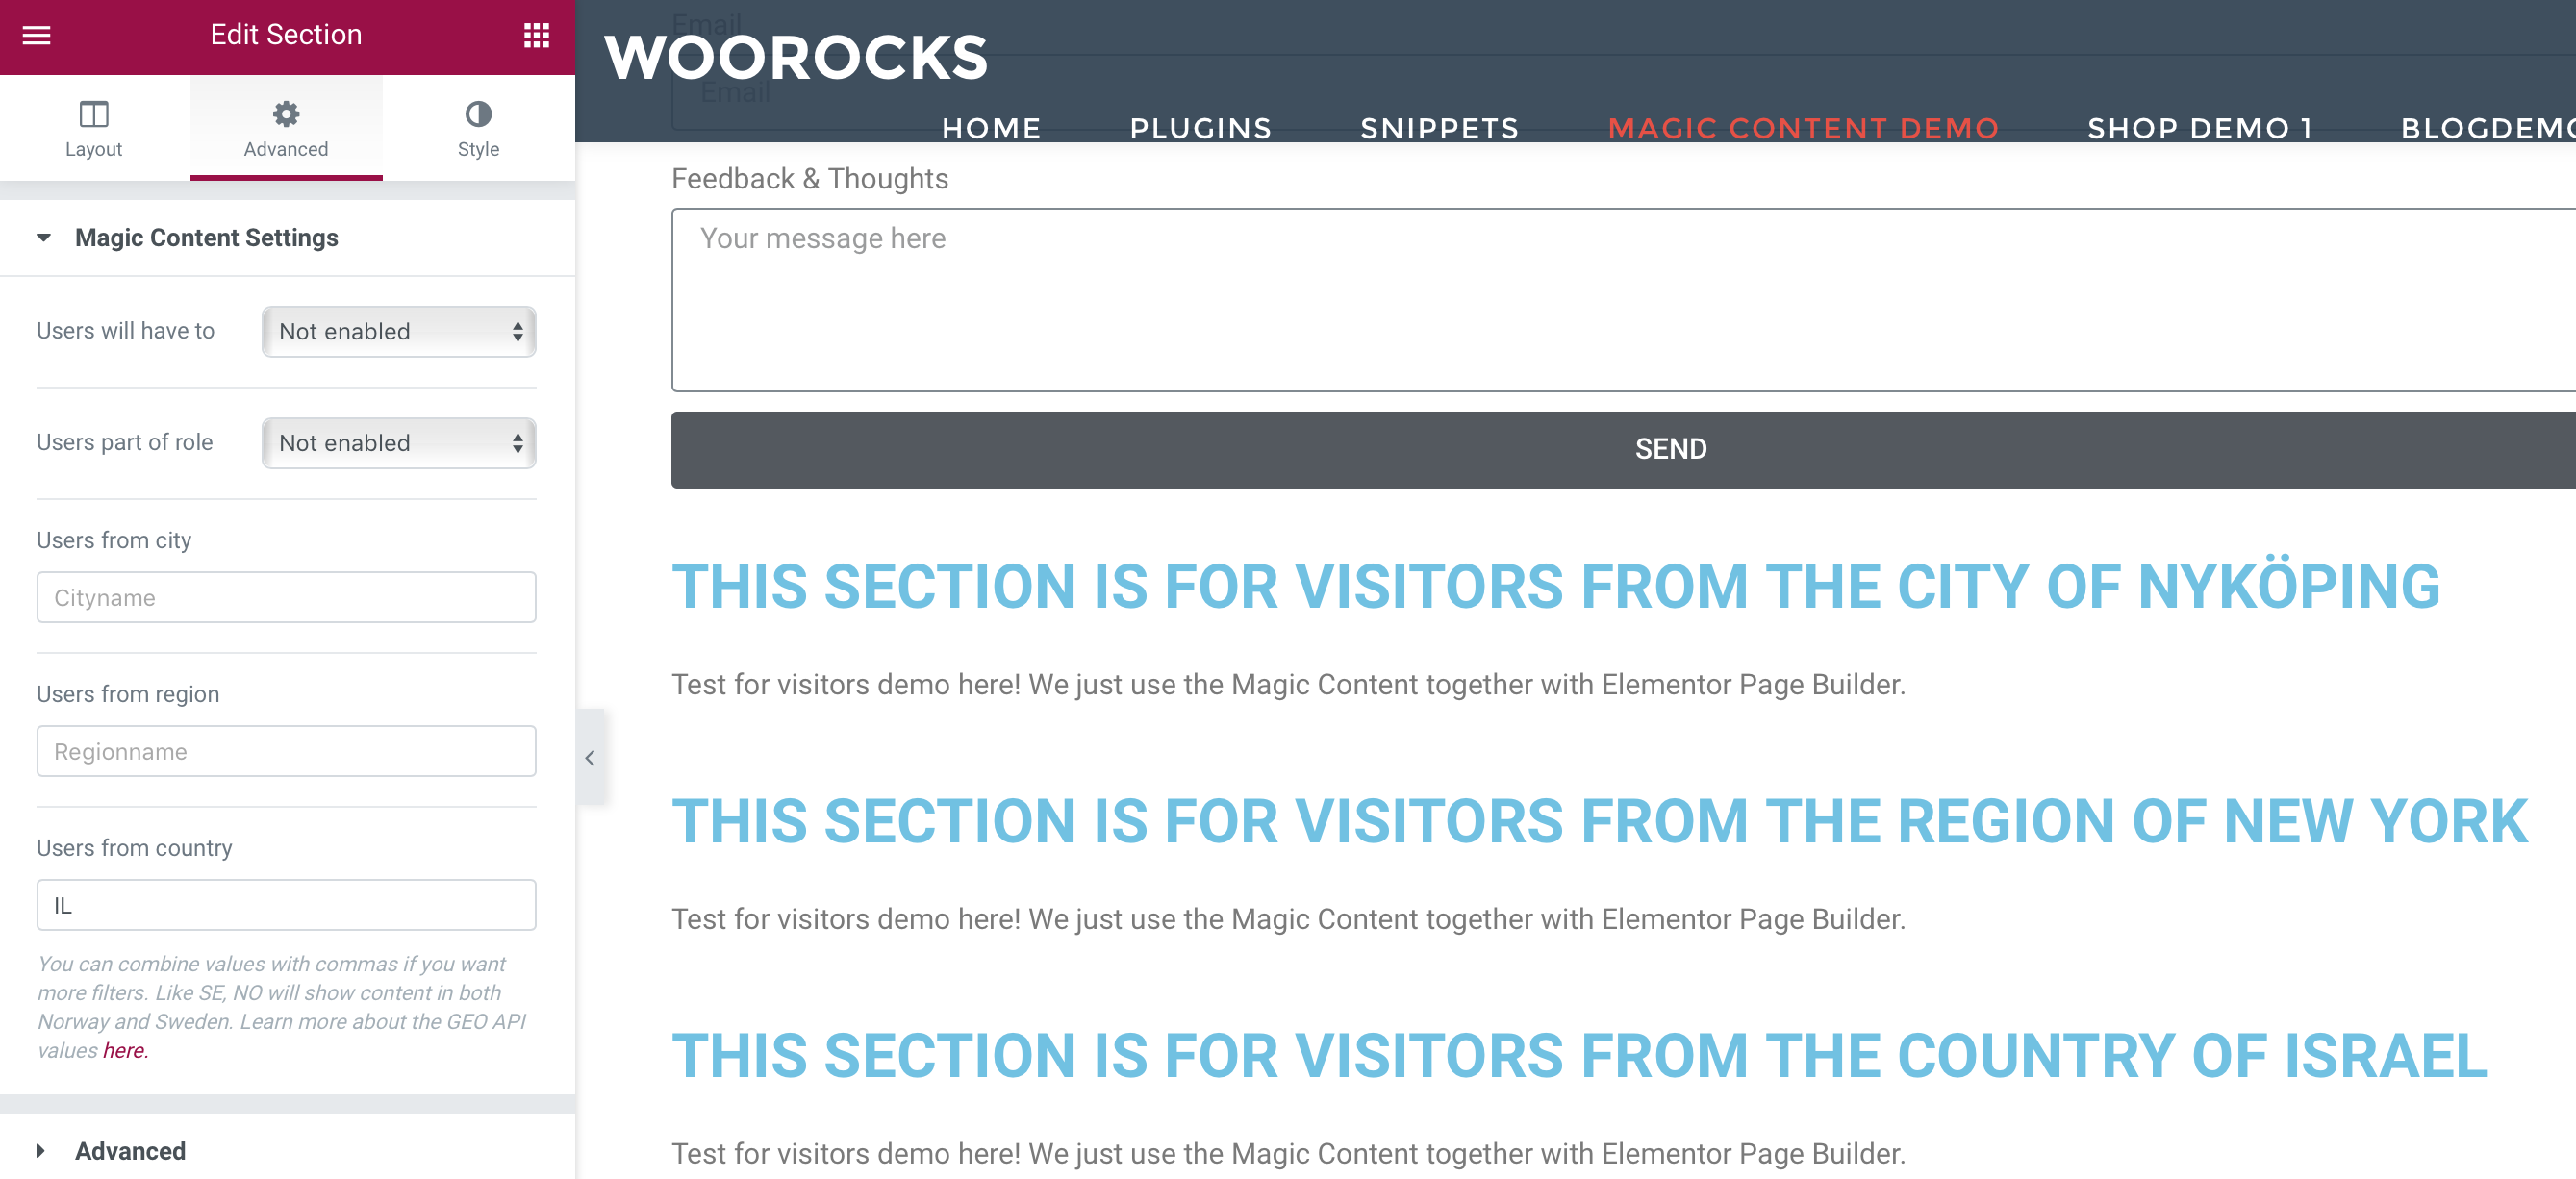 Edit Section
Layout
Advanced
Style
Magic Content Settings
Users will have to
Not enabled
Users part of role
Not enabled
Users from city
Cityname
Users from region
Regionname
Users from country
IL
You can combine values with commas if you want
more filters. Like SE, NO will show content in both
Norway and Sweden. Learn more about the GEO API
values here.
Advanced
Email
WOOROCKS
Email
HOME PLUGINS SNIPPETS MAGIC CONTENT DEMO SHOP DEMO 1 BLOGDEMO
Feedback & Thoughts
Your message here
SEND
THIS SECTION IS FOR VISITORS FROM THE CITY OF NYKÖPING
Test for visitors demo here! We just use the Magic Content together with Elementor Page Builder.
THIS SECTION IS FOR VISITORS FROM THE REGION OF NEW YORK
Test for visitors demo here! We just use the Magic Content together with Elementor Page Builder.
THIS SECTION IS FOR VISITORS FROM THE COUNTRY OF ISRAEL
Test for visitors demo here! We just use the Magic Content together with Elementor Page Builder.